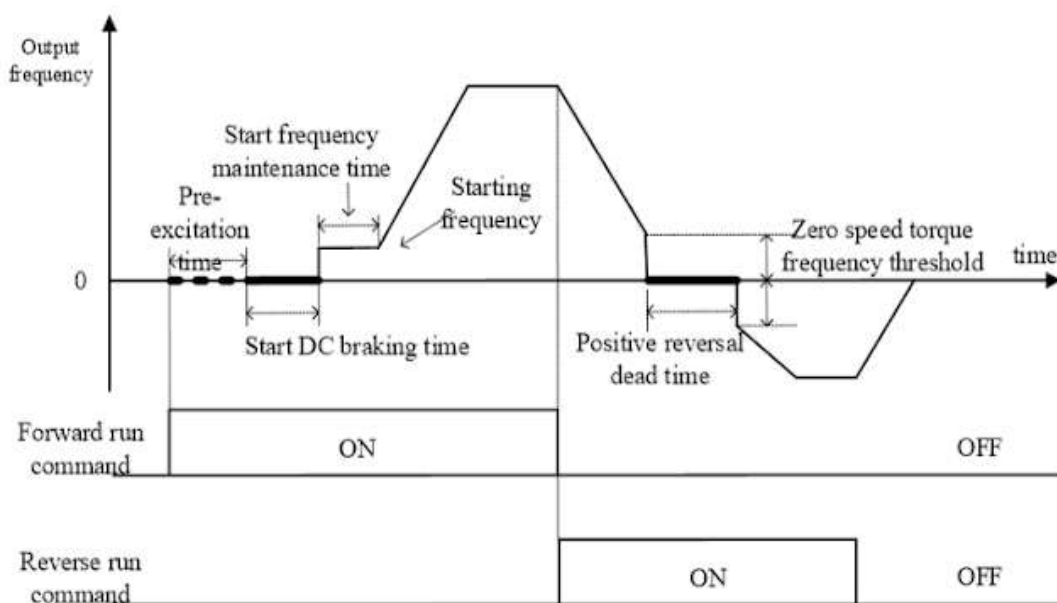 Output
frequency
Start frequency
maintenance time
Pre-
excitation
time
Starting
frequency
Zero speed torque
frequency threshold
time
0
Start DC braking time
Positive reversal
dead time
Forward run
command
ON
OFF
Reverse run
command
ON
OFF